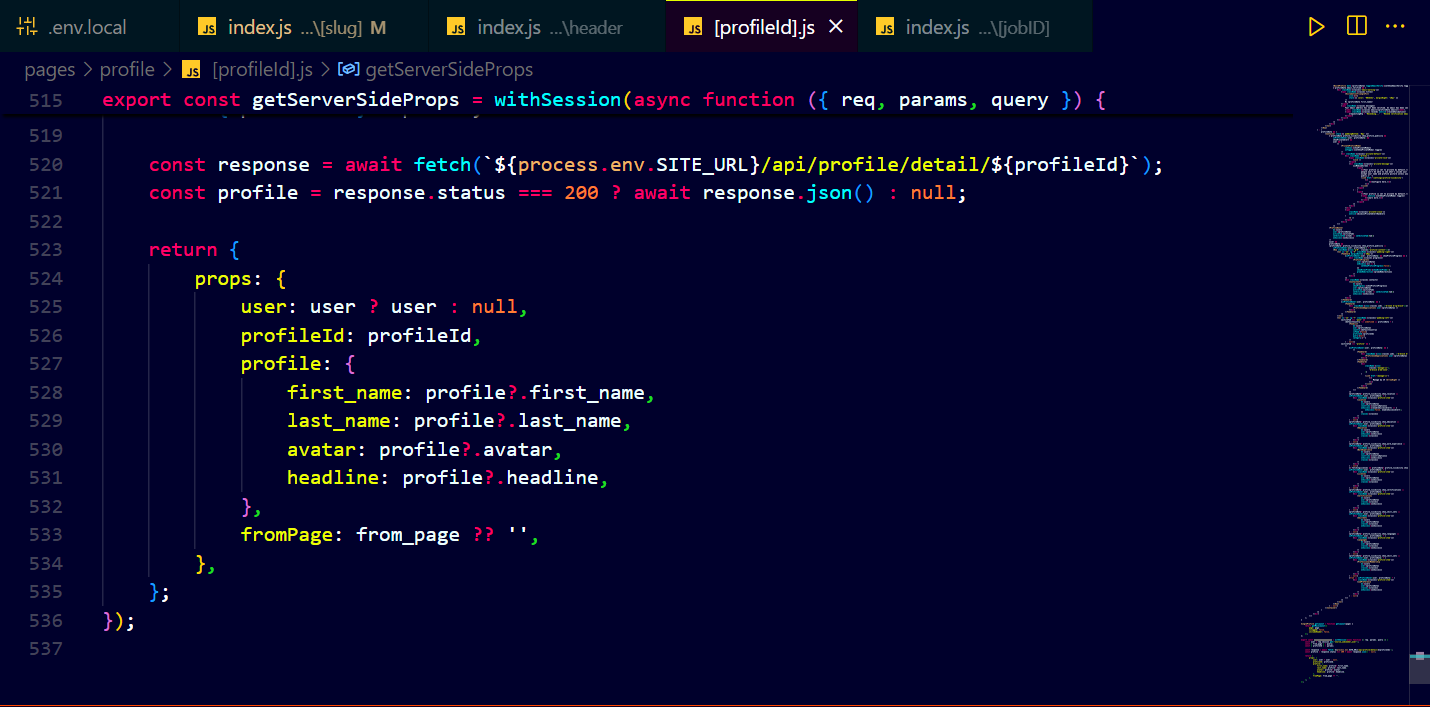 .env.local
JS index.js ...\[slug] M
JS index.js ...\header
JS [profileId].js
JS index.js ...\[jobID]
pages > profile > JS [profileId].js > getServerSideProps
515 export const getServerSideProps = withSession(async function ({ req, params, query }) {
519
520 const response = await fetch(`${process.env.SITE_URL}/api/profile/detail/${profileId}`);
521 const profile = response.status === 200 ? await response.json() : null;
522
523 return {
524 props: {
525 user: user ? user : null,
526 profileId: profileId,
527 profile: {
528 first_name: profile?.first_name,
529 last_name: profile?.last_name,
530 avatar: profile?.avatar,
531 headline: profile?.headline,
532 },
533 fromPage: from_page ?? '',
534 },
535 };
536 });
537